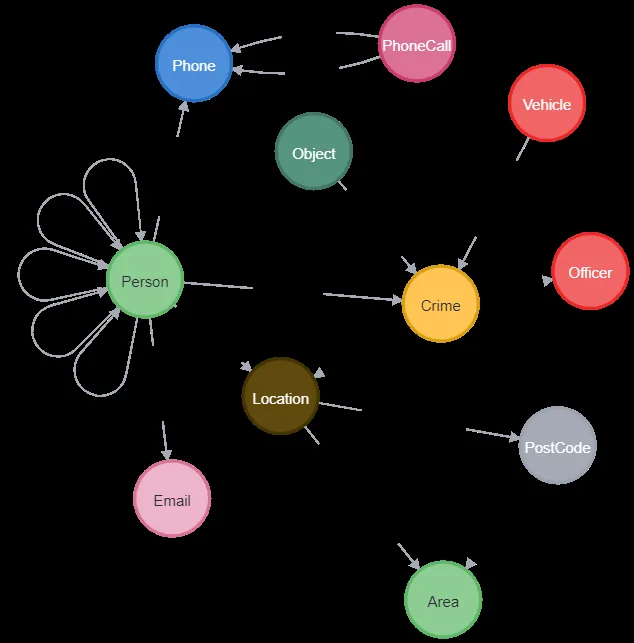 PhoneCall
Phone
Vehicle
Object
Officer
Person
Crime
Location
PostCode
Email
Area